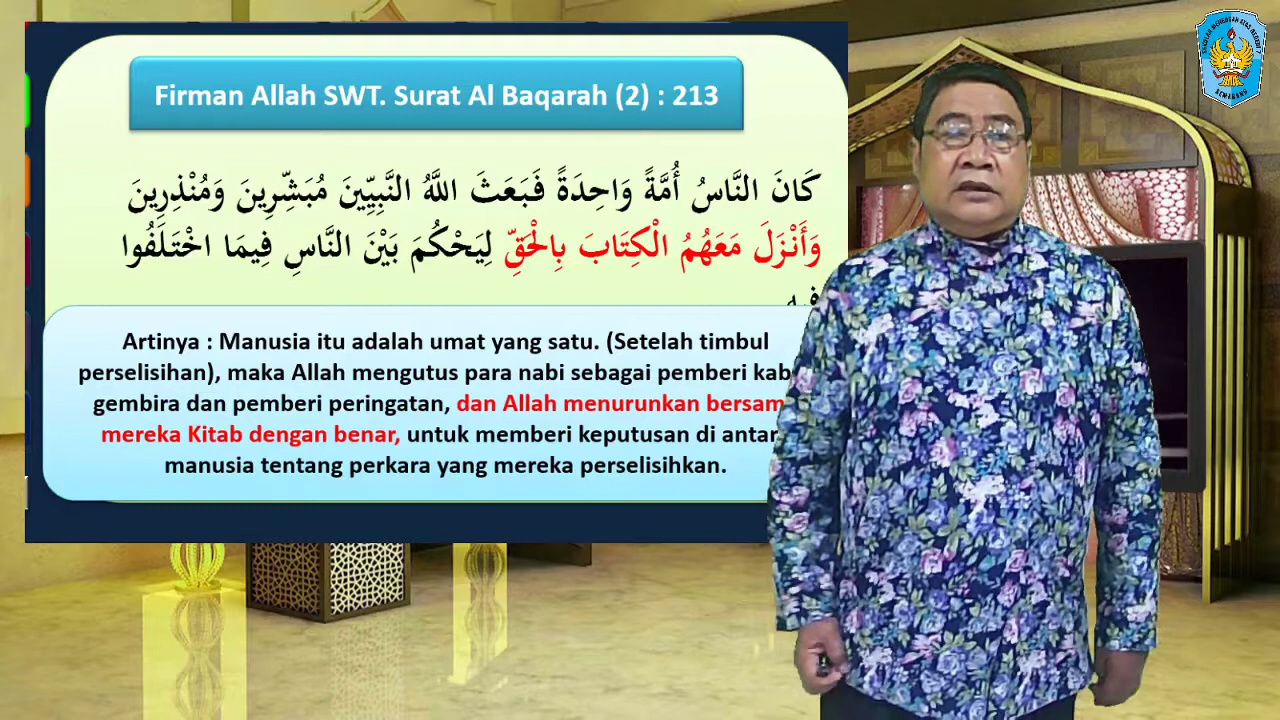 Firman Allah SWT. Surat Al Baqarah (2) : 213
كَانَ النَّاسُ أُمَّةً وَاحِدَةً فَبَعَثَ اللَّهُ النَّبِيِّينَ مُبَشِّرِينَ وَمُنْذِرِينَ
وَأَنْزَلَ مَعَهُمُ الْكِتَابَ بِالْحَقِّ لِيَحْكُمَ بَيْنَ النَّاسِ فِيمَا اخْتَلَفُوا
Artinya : Manusia itu adalah umat yang satu. (Setelah timbul
perselisihan), maka Allah mengutus para nabi sebagai pemberi
gembira dan pemberi peringatan, dan Allah menurunkan
mereka Kitab dengan benar, untuk memberi keputusan di
manusia tentang perkara yang mereka perselisihkan.
SEMARANG